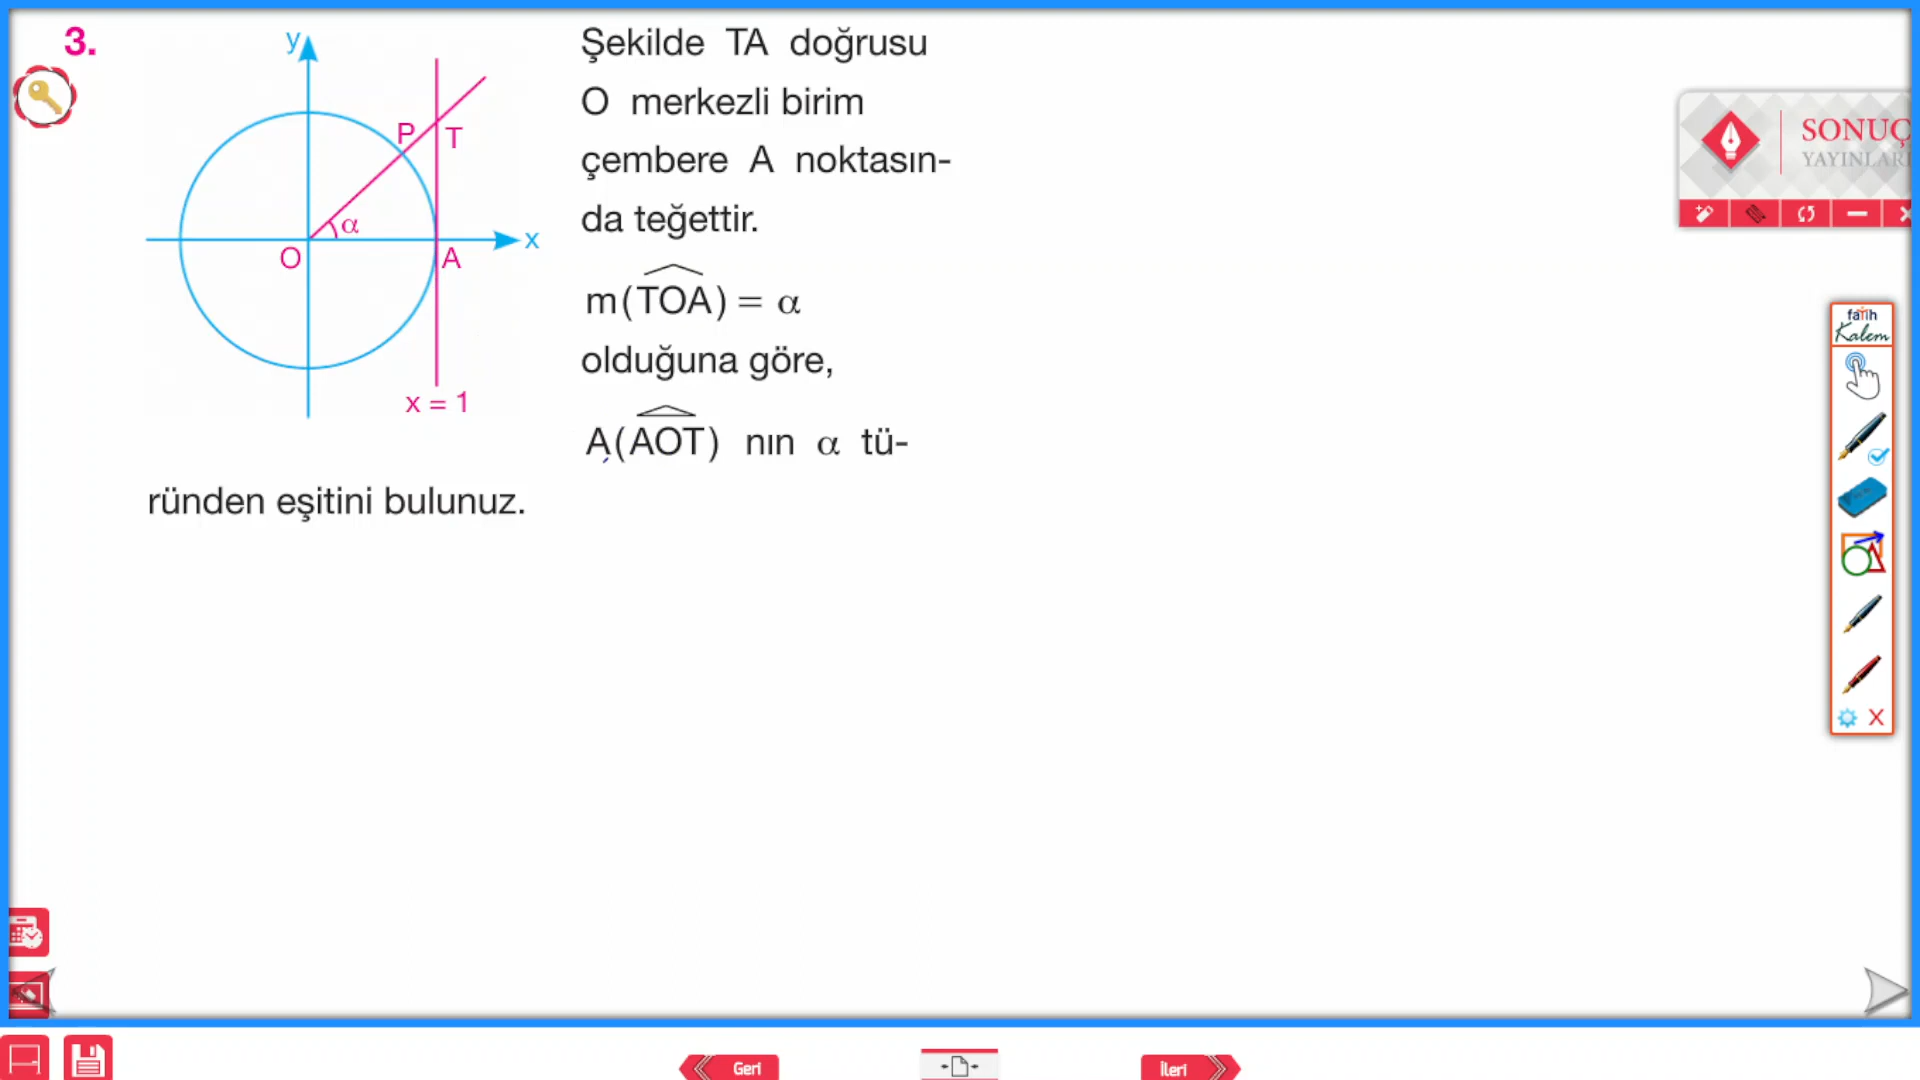 3.
y
P
T
α
O
A
x
x = 1
Şekilde TA doğrusu
O merkezli birim
çembere A noktasın-
da teğettir.
m(TOA) = α
olduğuna göre,
A(AOT) nın α tü-
ründen eşitini bulunuz.
SONUÇ
YAYINLARI
fatih
Kalem
X
Geri
İleri